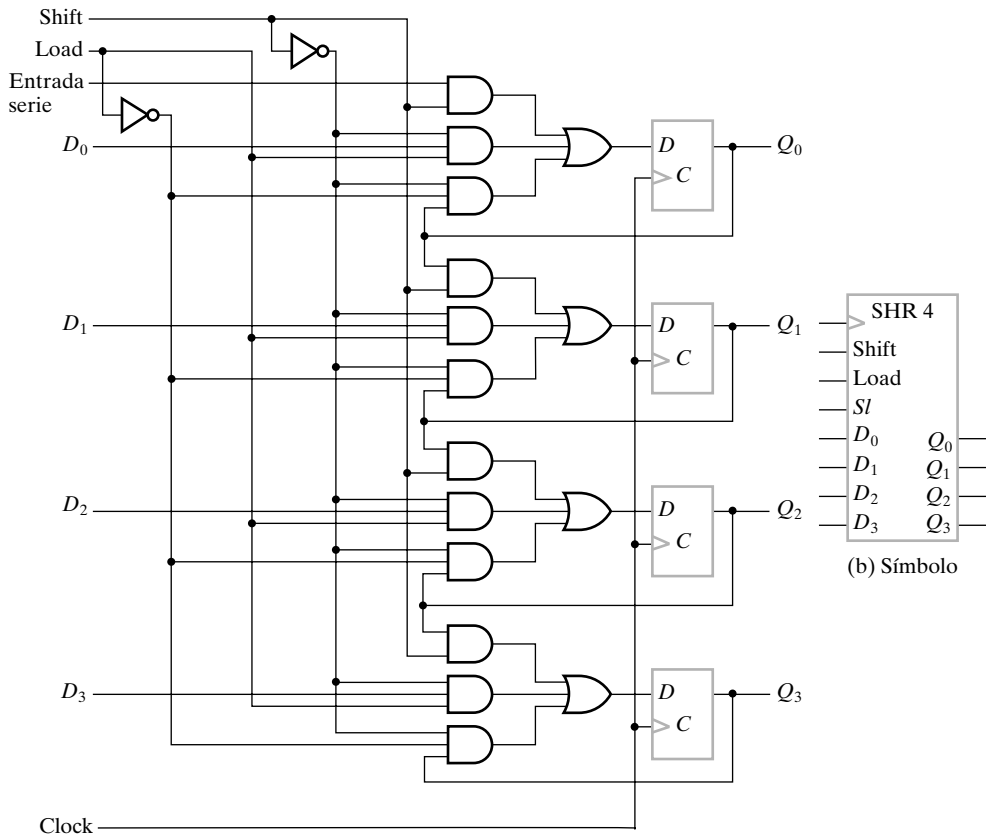 Shift
Load
Entrada
serie
D0
D
C
Q0
D1
D
C
Q1
D2
D
C
Q2
D3
D
C
Q3
Clock
SHR 4
Shift
Load
Sl
D0 Q0
D1 Q1
D2 Q2
D3 Q3
(b) Símbolo